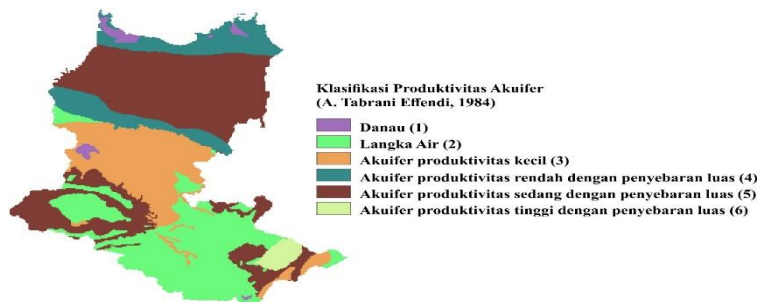 Klasifikasi Produktivitas Akuifer
(A. Tabrani Effendi, 1984)
Danau (1)
Langka Air (2)
Akuifer produktivitas kecil (3)
Akuifer produktivitas rendah dengan penyebaran luas (4)
Akuifer produktivitas sedang dengan penyebaran luas (5)
Akuifer produktivitas tinggi dengan penyebaran luas (6)